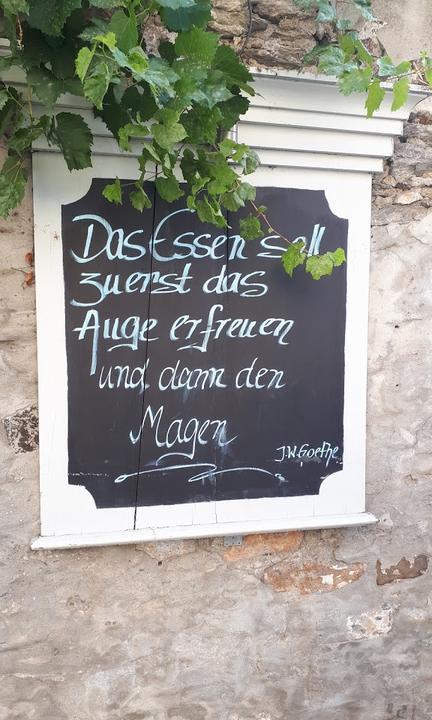 Das Essen soll
zuerst das
Auge erfreuen
und dann den
Magen
J.W.Goethe